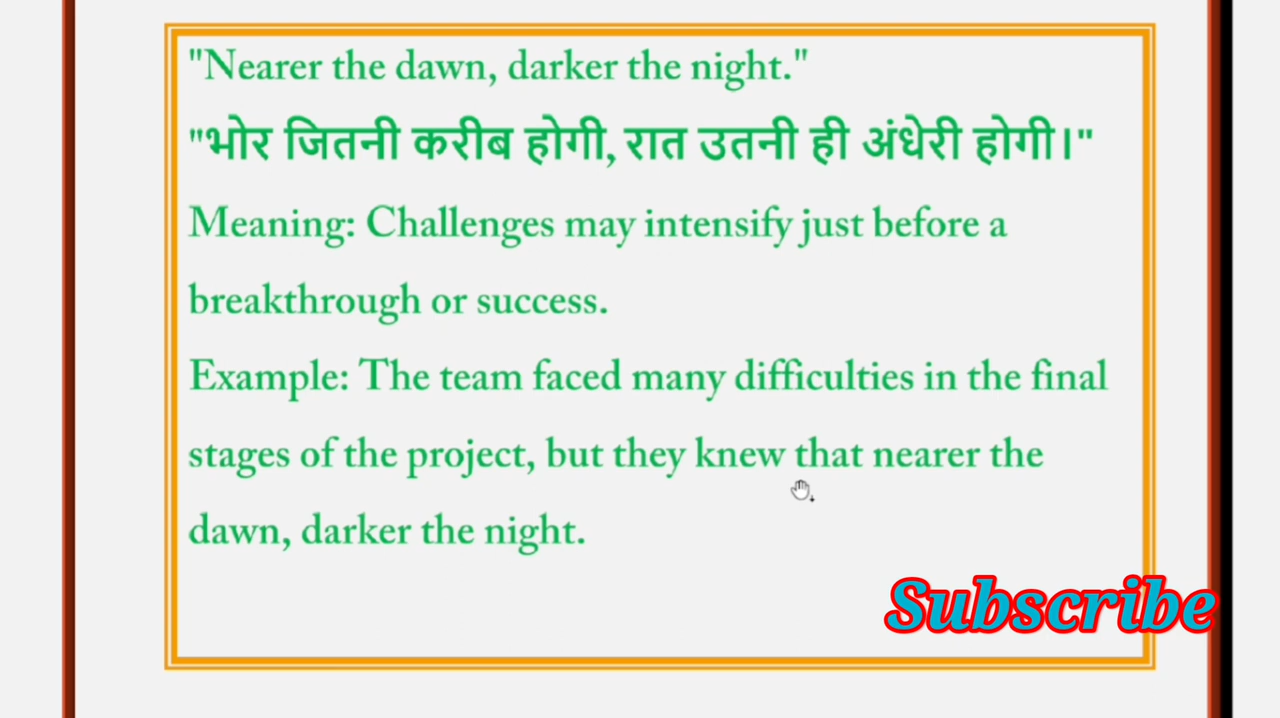 "Nearer the dawn, darker the night."
"भोर जितनी करीब होगी, रात उतनी ही अंधेरी होगी।"
Meaning: Challenges may intensify just before a
breakthrough or success.
Example: The team faced many difficulties in the final
stages of the project, but they knew that nearer the
dawn, darker the night.
Subscribe